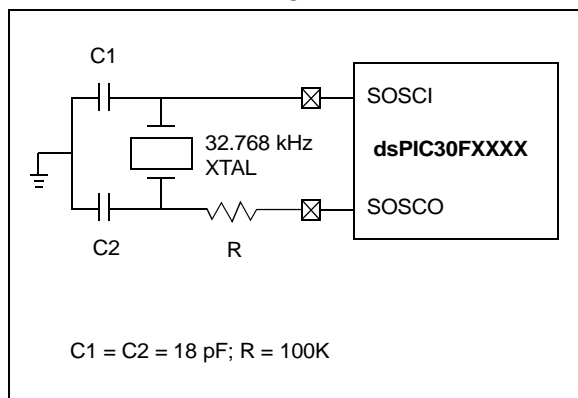 C1
SOSCI
32.768 kHz
XTAL
dsPIC30FXXXX
SOSCO
C2
R
C1 = C2 = 18 pF; R = 100K